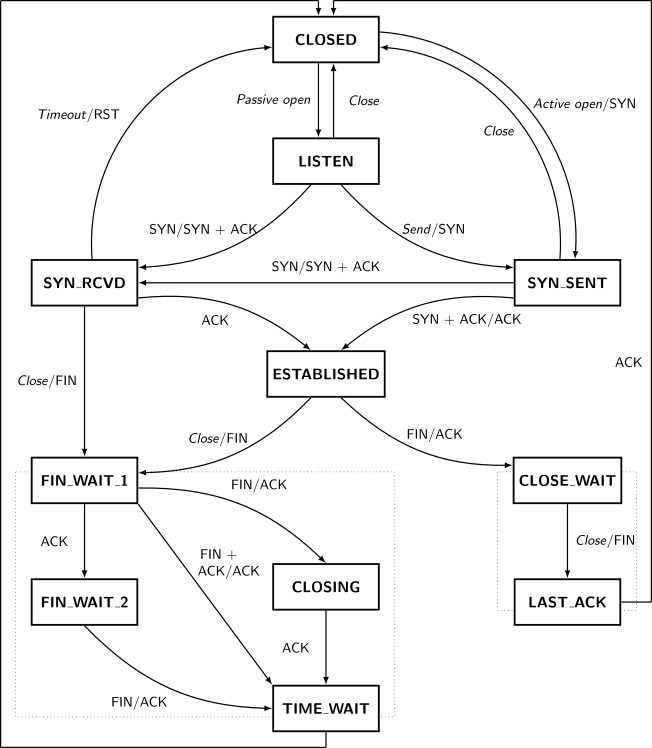 CLOSED
Passive open
Close
Active open/SYN
Timeout/RST
Close
LISTEN
SYN/SYN + ACK
Send/SYN
SYN/SYN + ACK
SYN_RCVD
SYN_SENT
ACK
SYN + ACK/ACK
ESTABLISHED
ACK
Close/FIN
Close/FIN
FIN/ACK
FIN_WAIT_1
CLOSE_WAIT
FIN/ACK
ACK
FIN +
ACK/ACK
Close/FIN
CLOSING
FIN_WAIT_2
LAST_ACK
ACK
FIN/ACK
TIME_WAIT